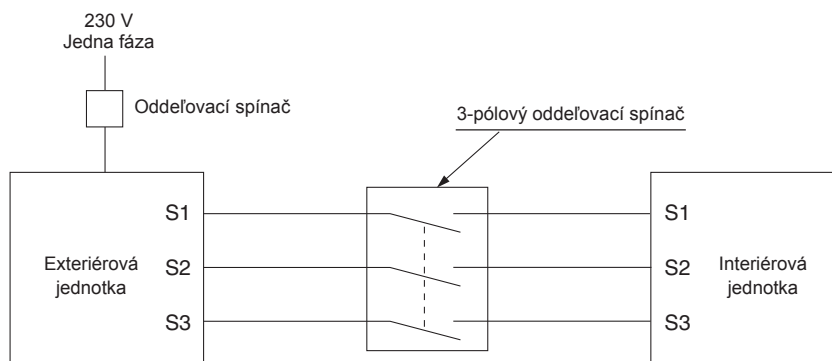 230 V
Jedna fáza
Oddeľovací spínač
3-pólový oddeľovací spínač
S1
S1
Exteriérová
jednotka
S2
S2
Interiérová
jednotka
S3
S3